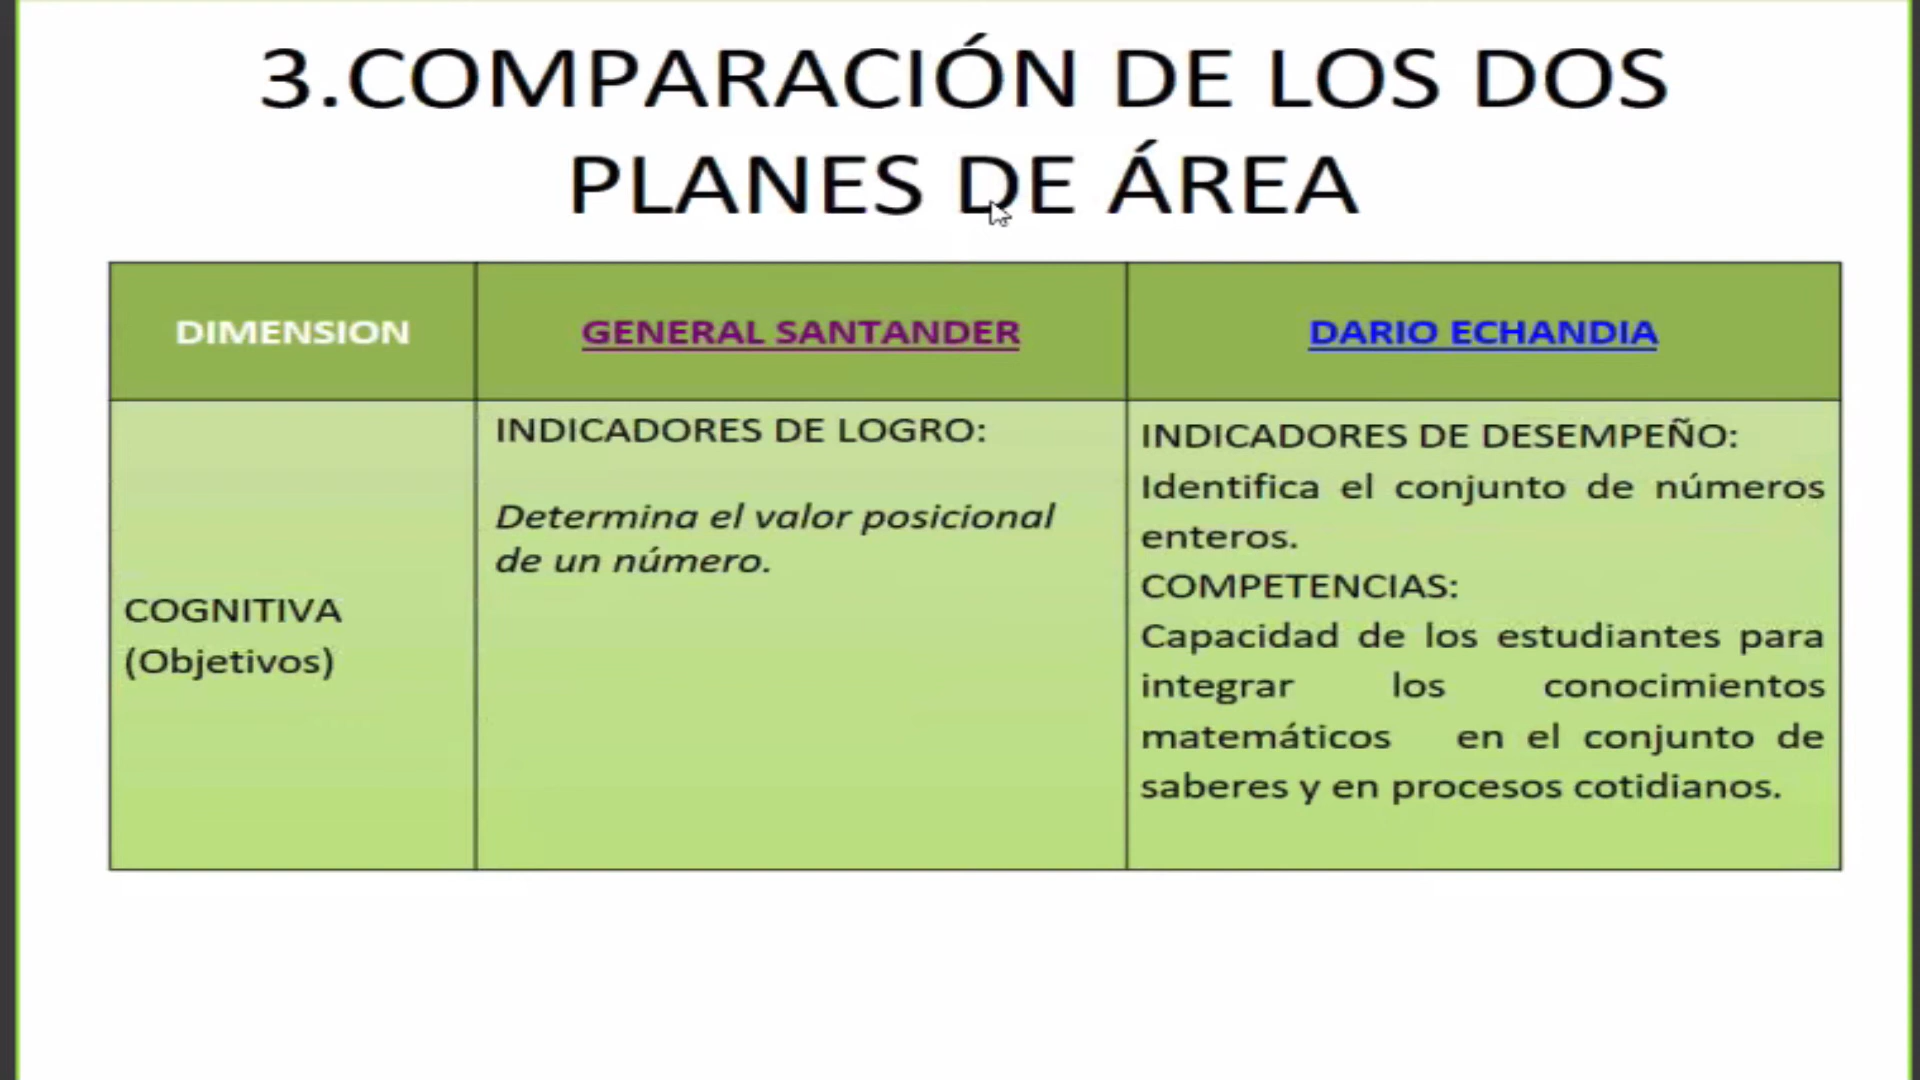 3.COMPARACIÓN DE LOS DOS
PLANES DE ÁREA
DIMENSION
GENERAL SANTANDER
DARIO ECHANDIA
COGNITIVA
(Objetivos)
INDICADORES DE LOGRO:
Determina el valor posicional
de un número.
INDICADORES DE DESEMPEÑO:
Identifica el conjunto de números
enteros.
COMPETENCIAS:
Capacidad de los estudiantes para
integrar los conocimientos
matemáticos en el conjunto de
saberes y en procesos cotidianos.